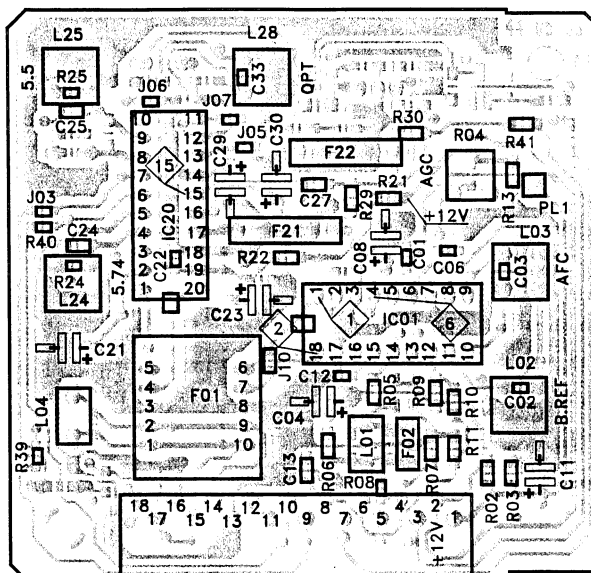 L25
L28
5.5
R25
C25
J06
C33
QPT
J07
J05
C29
C30
R30
F22
AGC
R04
R41
10 11
9 12
8 13
7 14
6 15
5 16
4 17
3 18
2 19
1 20
15
IC20
C22
5.74
J03
R40
C24
R24
L24
C27
R29
R21
+12V
R13
PL1
F21
R22
C08
C01
C06
L03
C03
AFC
C23
1 2 3 4 5 6 7 8 9
2
1
IC01
6
18 17 16 15 14 13 12 11 10
C21
J10
F01
5 6
4 7
3 8
2 9
1 10
L04
R39
C12
C04
R05
R09
R10
L02
C02
B.REF
L01
F02
R06
R07
R11
C13
R08
R02
R03
C11
18 17 16 15 14 13 12 11 10 9 8 7 6 5 4 3 2 1
+12V